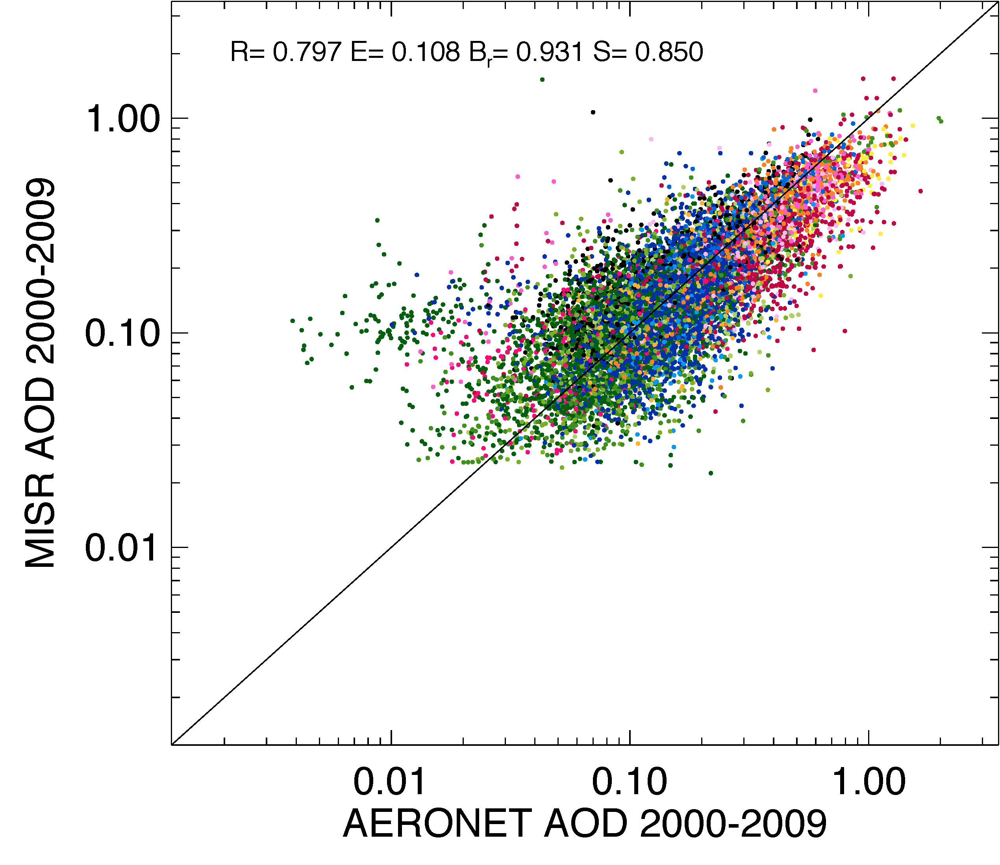 R= 0.797 E= 0.108 Br= 0.931 S= 0.850
1.00
0.10
0.01
MISR AOD 2000-2009
0.01 0.10 1.00
AERONET AOD 2000-2009